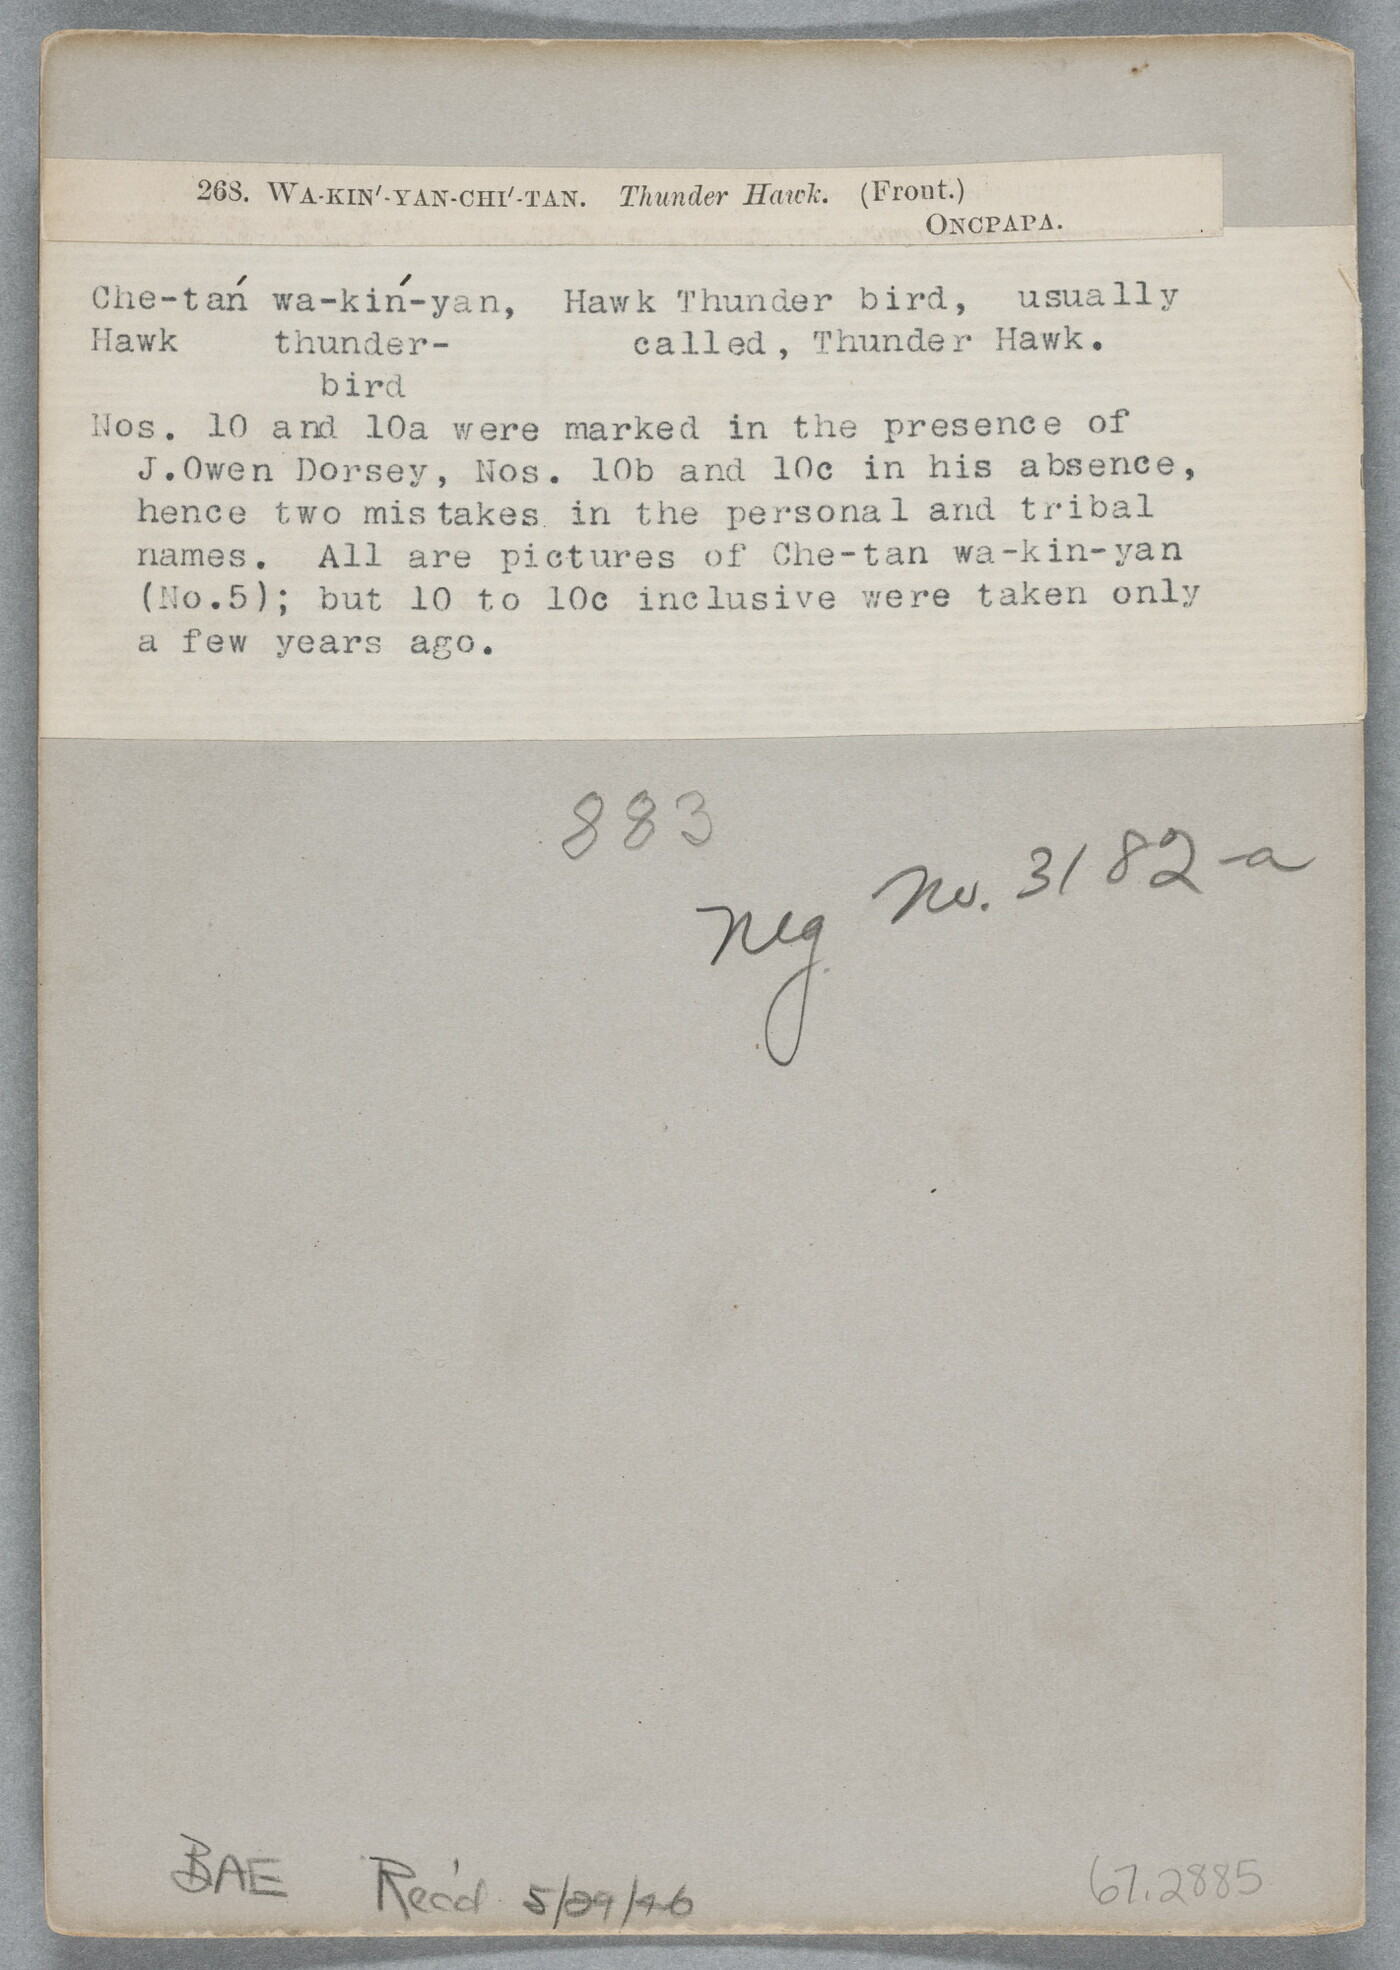 268. WA-KIN'-YAN-CHI'-TAN. Thunder Hawk. (Front.)
ONCPAPA.
Che-tań wa-kiń-yan, Hawk Thunder bird, usually
Hawk thunder- called, Thunder Hawk.
bird
Nos. 10 and 10a were marked in the presence of
J.Owen Dorsey, Nos. 10b and 10c in his absence,
hence two mistakes in the personal and tribal
names. All are pictures of Che-tan wa-kin-yan
(No.5); but 10 to 10c inclusive were taken only
a few years ago.
883
Neg No. 3182-a
BAE Rec'd 5/29/46
67.2885